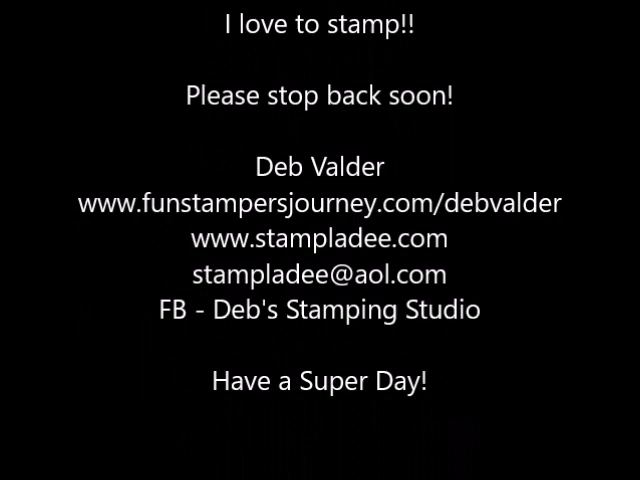 I love to stamp!!
Please stop back soon!
Deb Valder
www.funstampersjourney.com/debvalder
www.stampladee.com
stampladee@aol.com
FB - Deb's Stamping Studio
Have a Super Day!